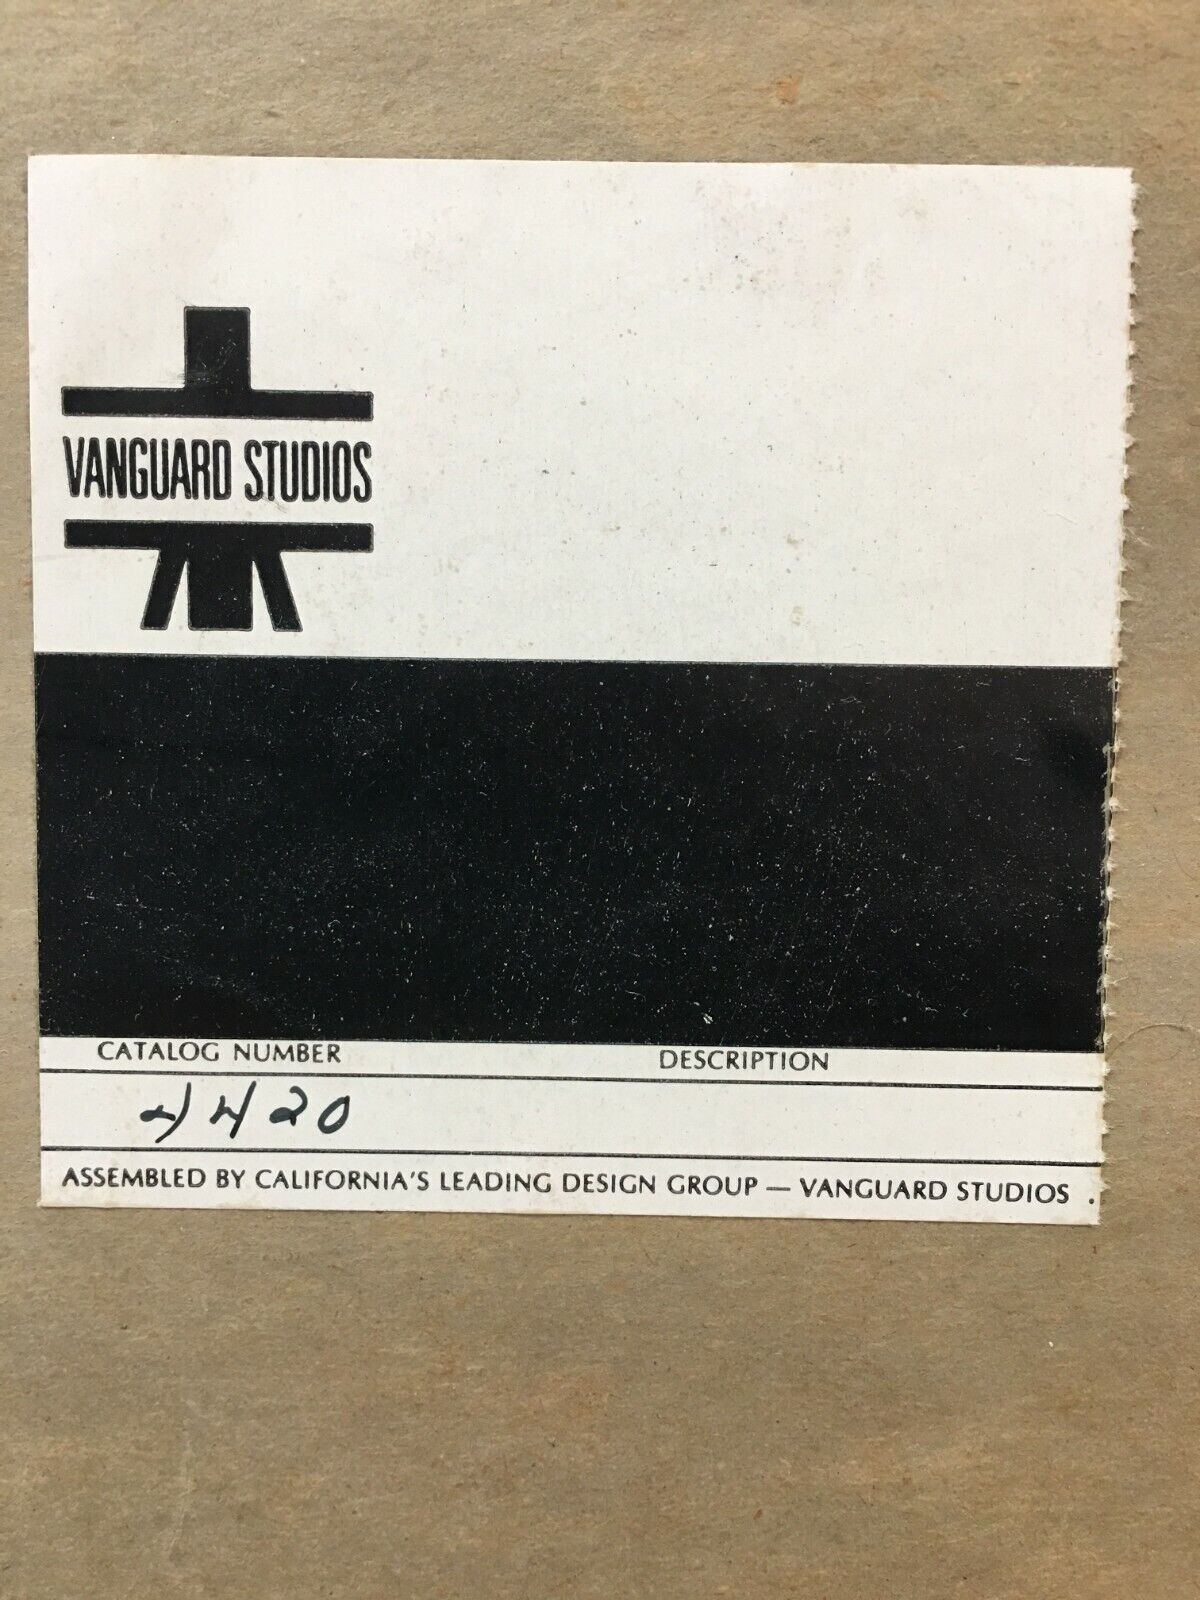 VANGUARD STUDIOS
CATALOG NUMBER DESCRIPTION
4420
ASSEMBLED BY CALIFORNIA'S LEADING DESIGN GROUP — VANGUARD STUDIOS .